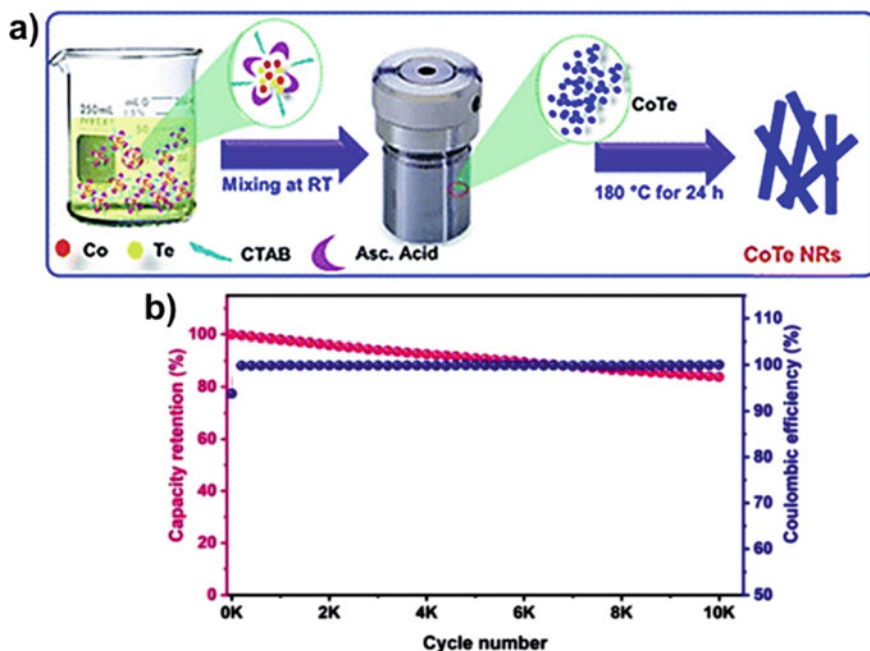 a)
250mL
PYREX
50
Mixing at RT
CoTe
180 °C for 24 h
Co Te CTAB Asc. Acid
CoTe NRs
b)
Capacity retention (%)
100
80
60
40
20
0
0K 2K 4K 6K 8K 10K
Cycle number
110
100
90
80
70
60
50
Coulombic efficiency (%)